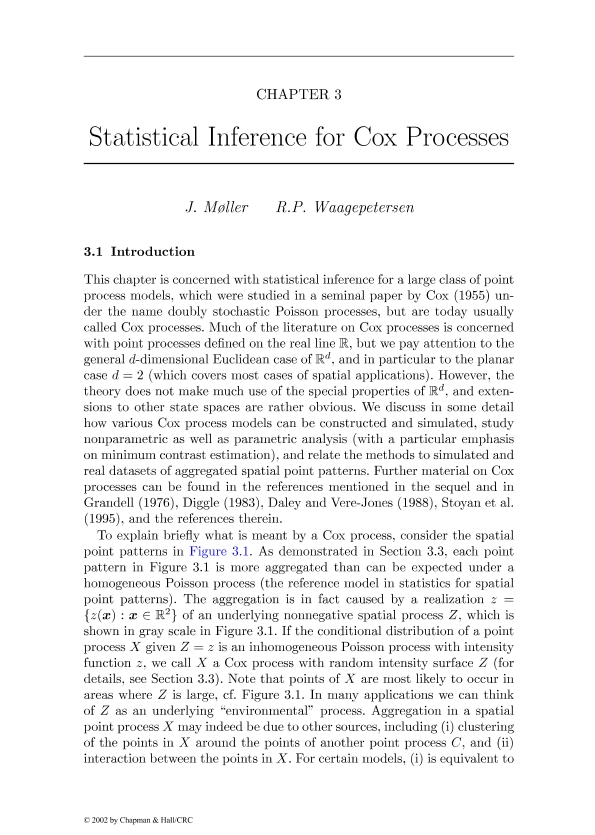 CHAPTER 3
Statistical Inference for Cox Processes
J. Møller R.P. Waagepetersen
3.1 Introduction
This chapter is concerned with statistical inference for a large class of point
process models, which were studied in a seminal paper by Cox (1955) un-
der the name doubly stochastic Poisson processes, but are today usually
called Cox processes. Much of the literature on Cox processes is concerned
with point processes defined on the real line ℝ, but we pay attention to the
general d-dimensional Euclidean case of ℝ^d, and in particular to the planar
case d = 2 (which covers most cases of spatial applications). However, the
theory does not make much use of the special properties of ℝ^d, and exten-
sions to other state spaces are rather obvious. We discuss in some detail
how various Cox process models can be constructed and simulated, study
nonparametric as well as parametric analysis (with a particular emphasis
on minimum contrast estimation), and relate the methods to simulated and
real datasets of aggregated spatial point patterns. Further material on Cox
processes can be found in the references mentioned in the sequel and in
Grandell (1976), Diggle (1983), Daley and Vere-Jones (1988), Stoyan et al.
(1995), and the references therein.
To explain briefly what is meant by a Cox process, consider the spatial
point patterns in Figure 3.1. As demonstrated in Section 3.3, each point
pattern in Figure 3.1 is more aggregated than can be expected under a
homogeneous Poisson process (the reference model in statistics for spatial
point patterns). The aggregation is in fact caused by a realization z =
{z(x) : x ∈ ℝ²} of an underlying nonnegative spatial process Z, which is
shown in gray scale in Figure 3.1. If the conditional distribution of a point
process X given Z = z is an inhomogeneous Poisson process with intensity
function z, we call X a Cox process with random intensity surface Z (for
details, see Section 3.3). Note that points of X are most likely to occur in
areas where Z is large, cf. Figure 3.1. In many applications we can think
of Z as an underlying “environmental” process. Aggregation in a spatial
point process X may indeed be due to other sources, including (i) clustering
of the points in X around the points of another point process C, and (ii)
interaction between the points in X. For certain models, (i) is equivalent to
© 2002 by Chapman & Hall/CRC